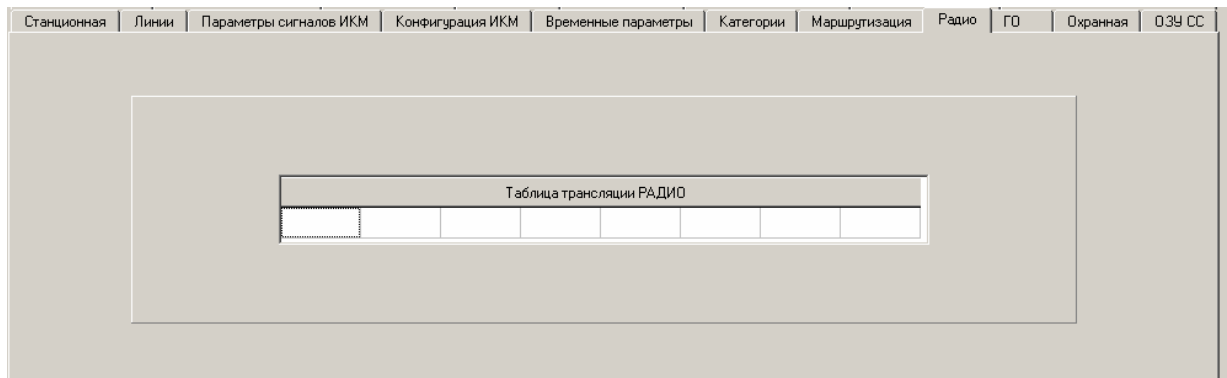 Станционная Линии Параметры сигналов ИКМ Конфигурация ИКМ Временные параметры Категории Маршрутизация Радио ГО Охранная ОЗУ СС
Таблица трансляции РАДИО